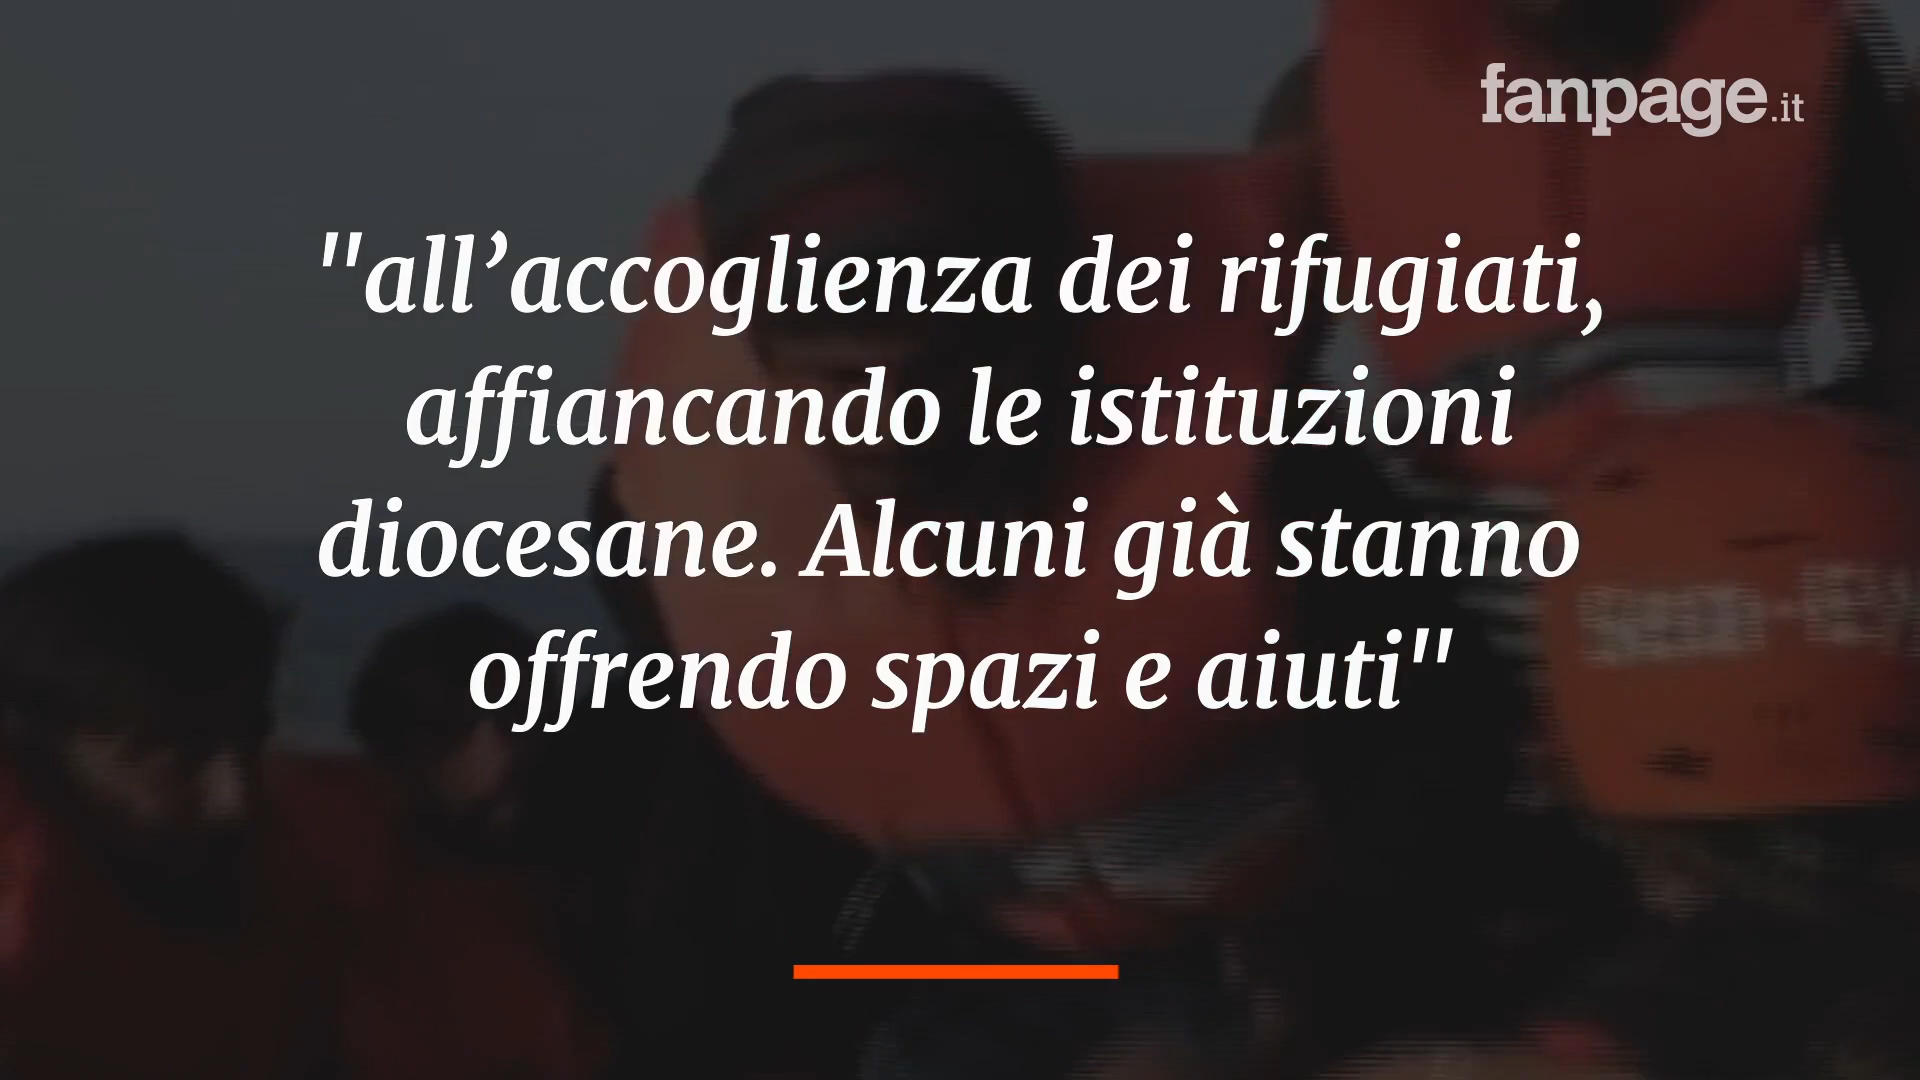 fanpage.it
"all’accoglienza dei rifugiati,
affiancando le istituzioni
diocesane. Alcuni già stanno
offrendo spazi e aiuti"